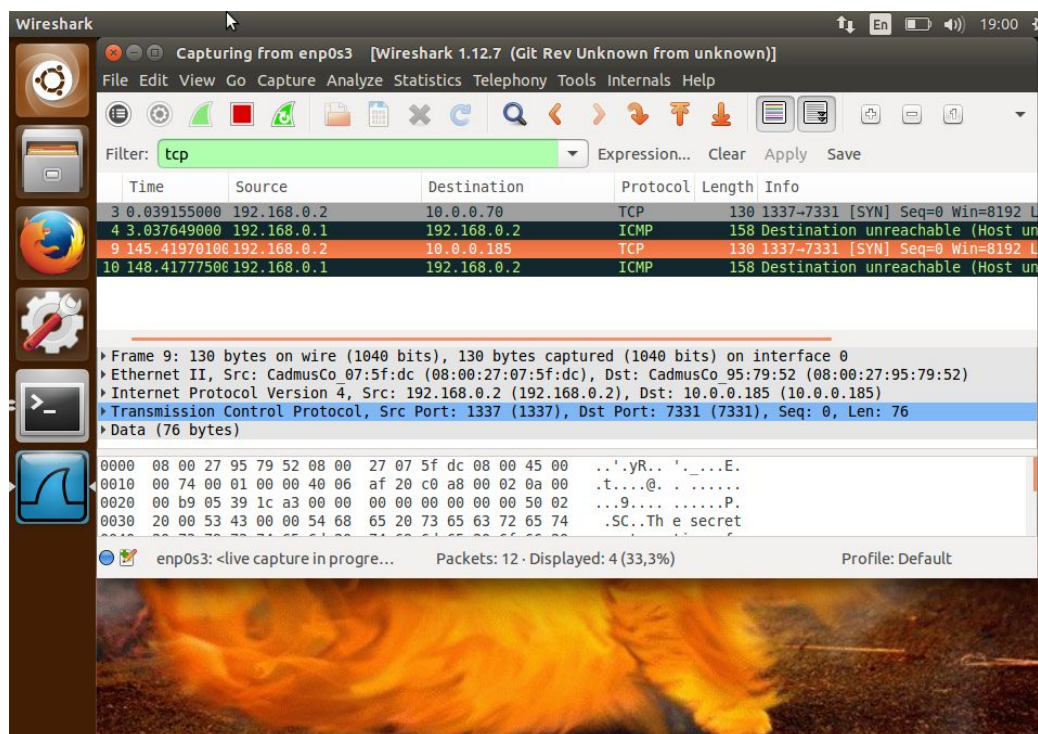 Wireshark En 19:00
Capturing from enp0s3 [Wireshark 1.12.7 (Git Rev Unknown from unknown)]
File Edit View Go Capture Analyze Statistics Telephony Tools Internals Help
Filter: tcp Expression... Clear Apply Save
Time Source Destination Protocol Length Info
3 0.039155000 192.168.0.2 10.0.0.70 TCP 130 1337→7331 [SYN] Seq=0 Win=8192 L
4 3.037649000 192.168.0.1 192.168.0.2 ICMP 158 Destination unreachable (Host un
9 145.41970100 192.168.0.2 10.0.0.185 TCP 130 1337→7331 [SYN] Seq=0 Win=8192 L
10 148.41777500 192.168.0.1 192.168.0.2 ICMP 158 Destination unreachable (Host un
Frame 9: 130 bytes on wire (1040 bits), 130 bytes captured (1040 bits) on interface 0
Ethernet II, Src: CadmusCo_07:5f:dc (08:00:27:07:5f:dc), Dst: CadmusCo_95:79:52 (08:00:27:95:79:52)
Internet Protocol Version 4, Src: 192.168.0.2 (192.168.0.2), Dst: 10.0.0.185 (10.0.0.185)
Transmission Control Protocol, Src Port: 1337 (1337), Dst Port: 7331 (7331), Seq: 0, Len: 76
Data (76 bytes)
0000 08 00 27 95 79 52 08 00 27 07 5f dc 08 00 45 00 ..'.yR.. '._...E.
0010 00 74 00 01 00 00 40 06 af 20 c0 a8 00 02 0a 00 .t....@. . ......
0020 00 b9 05 39 1c a3 00 00 00 00 00 00 00 00 50 02 ...9.... ......P.
0030 20 00 53 43 00 00 54 68 65 20 73 65 63 72 65 74 .SC..Th e secret
enp0s3: <live capture in progre... Packets: 12 · Displayed: 4 (33,3%) Profile: Default